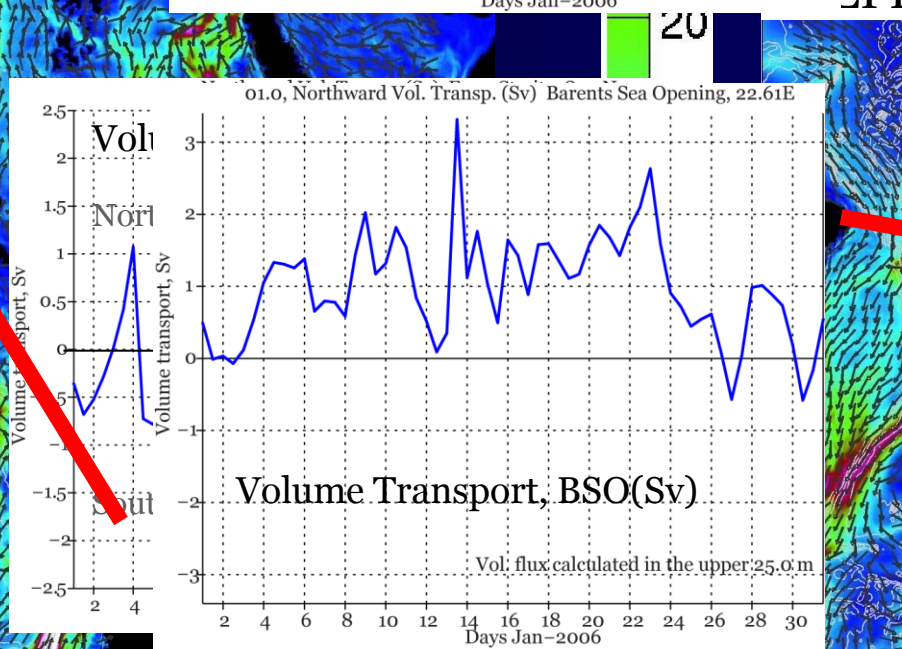 Days Jan–2006
20
01.0, Northward Vol. Transp. (Sv) Barents Sea Opening, 22.61E
2.5
2
1.5
1
0.5
0
−1
−1.5
−2
−2.5
2 4
Volume transport, Sv
3
2
1
0
−1
−2
−3
Volume transport, Sv
Volume Transport, BSO(Sv)
Vol. flux calculated in the upper 25.0 m
2 4 6 8 10 12 14 16 18 20 22 24 26 28 30
Days Jan–2006